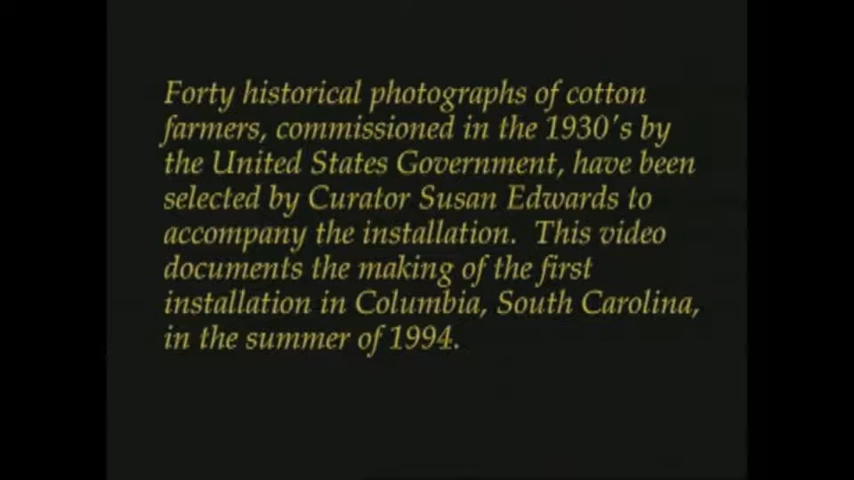 Forty historical photographs of cotton
farmers, commissioned in the 1930's by
the United States Government, have been
selected by Curator Susan Edwards to
accompany the installation.  This video
documents the making of the first
installation in Columbia, South Carolina,
in the summer of 1994.